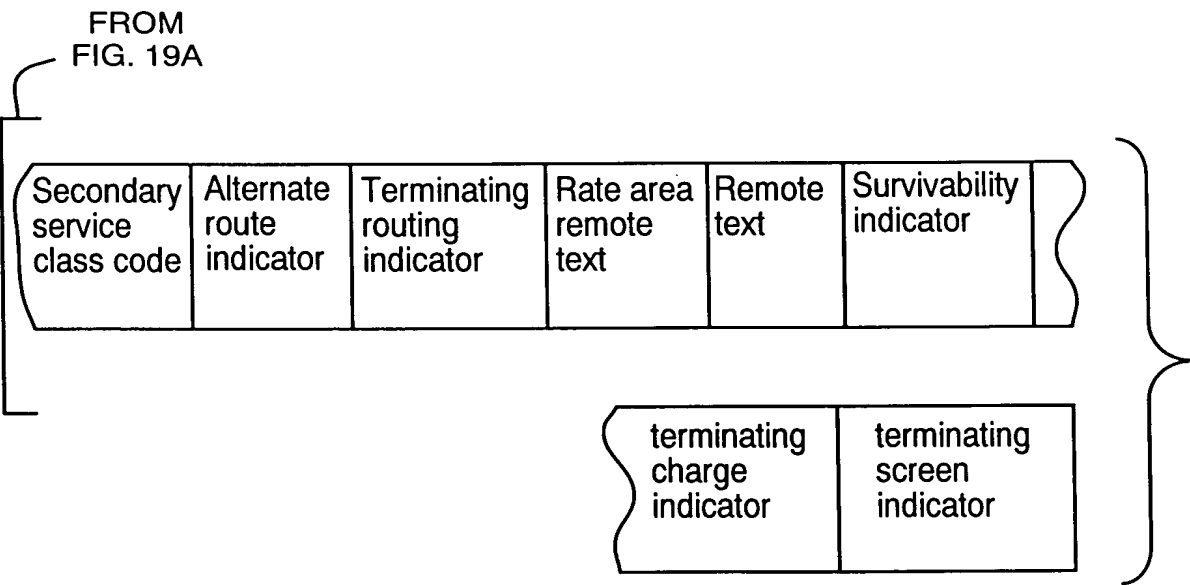 FROM
FIG. 19A
Secondary
service
class code
Alternate
route
indicator
Terminating
routing
indicator
Rate area
remote
text
Remote
text
Survivability
indicator
terminating
charge
indicator
terminating
screen
indicator